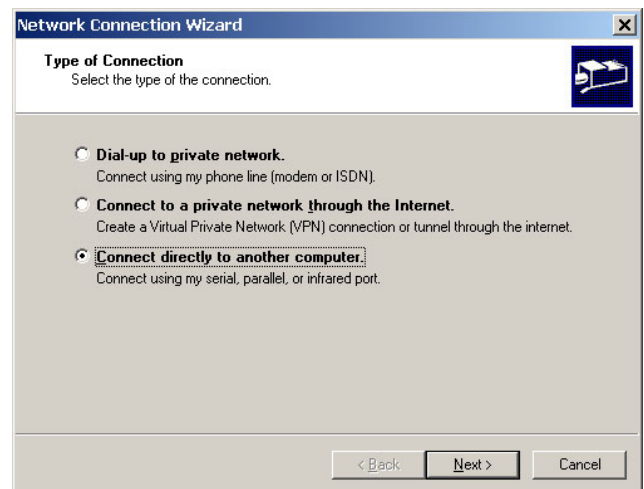 Network Connection Wizard
Type of Connection
Select the type of the connection.
Dial-up to private network.
Connect using my phone line (modem or ISDN).
Connect to a private network through the Internet.
Create a Virtual Private Network (VPN) connection or tunnel through the internet.
Connect directly to another computer.
Connect using my serial, parallel, or infrared port.
< Back Next > Cancel